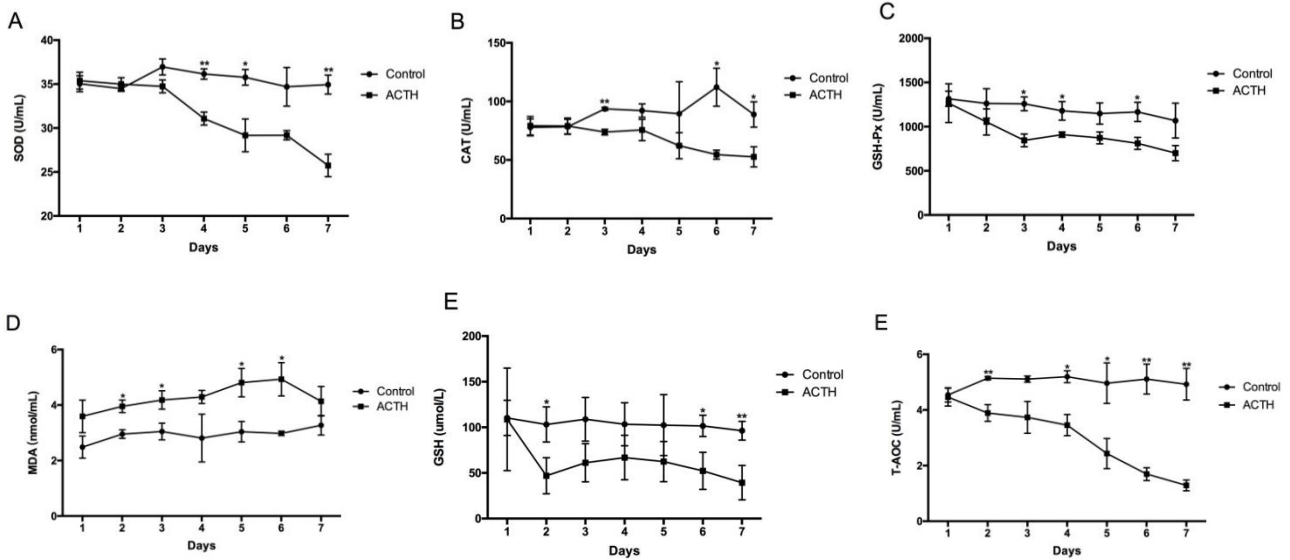 A
40
35
30
25
20
SOD (U/mL)
** * **
Control
ACTH
1 2 3 4 5 6 7
Days
B
150
100
50
0
CAT (U/mL)
** * *
Control
ACTH
1 2 3 4 5 6 7
Days
C
2000
1500
1000
500
0
GSH-Px (U/mL)
* * *
Control
ACTH
1 2 3 4 5 6 7
Days
D
6
4
2
0
MDA (nmol/mL)
* * * *
Control
ACTH
1 2 3 4 5 6 7
Days
E
200
150
100
50
0
GSH (umol/L)
* * **
Control
ACTH
1 2 3 4 5 6 7
Days
E
6
4
2
0
T-AOC (U/mL)
** * * ** **
Control
ACTH
1 2 3 4 5 6 7
Days